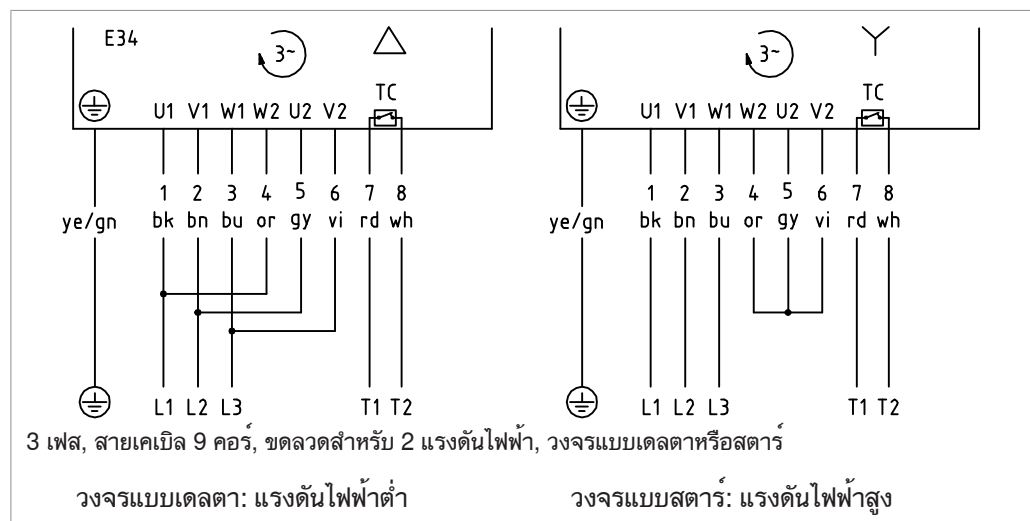 E34 3~ 3~
TC TC
U1 V1 W1 W2 U2 V2 U1 V1 W1 W2 U2 V2
1 2 3 4 5 6 7 8 1 2 3 4 5 6 7 8
ye/gn bk bn bu or gy vi rd wh ye/gn bk bn bu or gy vi rd wh
L1 L2 L3 T1 T2 L1 L2 L3 T1 T2
3 เฟส, สายเคเบิล 9 คอร์, ขดลวดสำหรับ 2 แรงดันไฟฟ้า, วงจรแบบเดลตาหรือสตาร์
วงจรแบบเดลตา: แรงดันไฟฟ้าต่ำ วงจรแบบสตาร์: แรงดันไฟฟ้าสูง